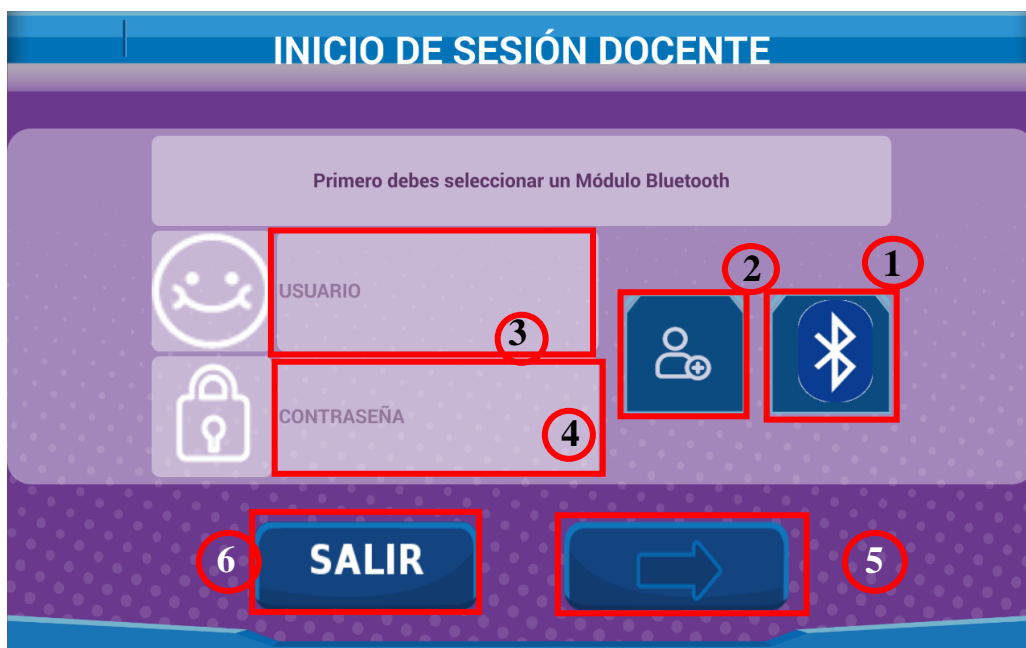 INICIO DE SESIÓN DOCENTE
Primero debes seleccionar un Módulo Bluetooth
2
1
USUARIO
3
CONTRASEÑA
4
6
SALIR
5